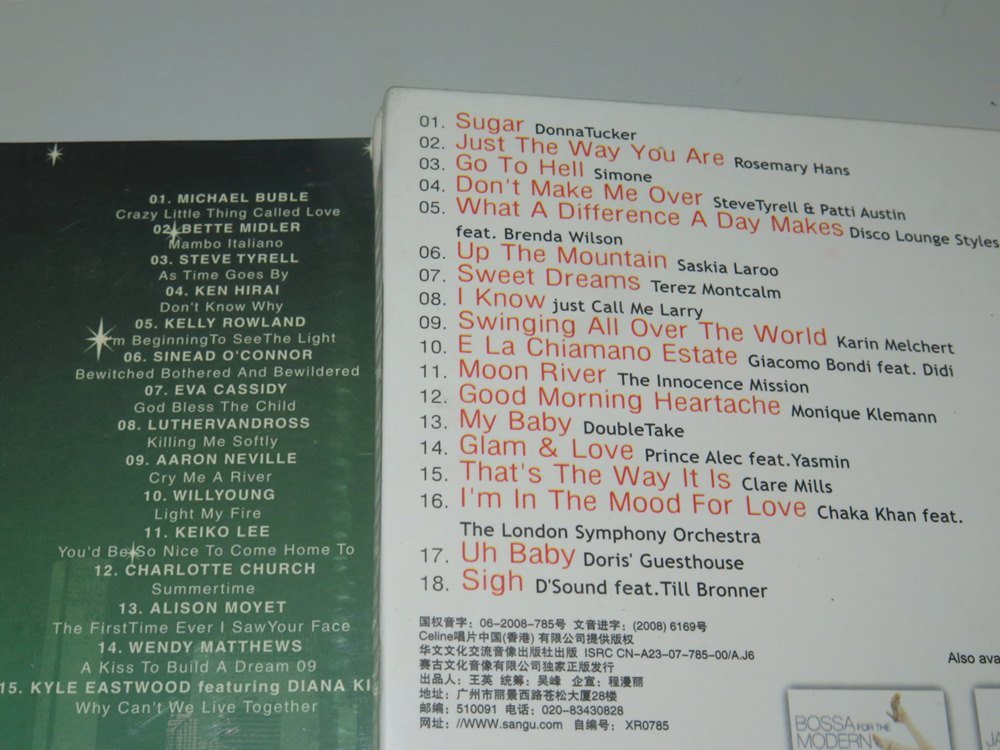 01. MICHAEL BUBLE
Crazy Little Thing Called Love
02. BETTE MIDLER
Mambo Italiano
03. STEVE TYRELL
As Time Goes By
04. KEN HIRAI
Don't Know Why
05. KELLY ROWLAND
I'm BeginningTo SeeThe Light
06. SINEAD O'CONNOR
Bewitched Bothered And Bewildered
07. EVA CASSIDY
God Bless The Child
08. LUTHERVANDROSS
Killing Me Softly
09. AARON NEVILLE
Cry Me A River
10. WILLYOUNG
Light My Fire
11. KEIKO LEE
You'd Be So Nice To Come Home To
12. CHARLOTTE CHURCH
Summertime
13. ALISON MOYET
The FirstTime Ever I SawYour Face
14. WENDY MATTHEWS
A Kiss To Build A Dream 09
15. KYLE EASTWOOD featuring DIANA KI
Why Can't We Live Together
01. Sugar DonnaTucker
02. Just The Way You Are Rosemary Hans
03. Go To Hell Simone
04. Don't Make Me Over SteveTyrell & Patti Austin
05. What A Difference A Day Makes Disco Lounge Styles
feat. Brenda Wilson
06. Up The Mountain Saskia Laroo
07. Sweet Dreams Terez Montcalm
08. I Know just Call Me Larry
09. Swinging All Over The World Karin Melchert
10. E La Chiamano Estate Giacomo Bondi feat. Didi
11. Moon River The Innocence Mission
12. Good Morning Heartache Monique Klemann
13. My Baby DoubleTake
14. Glam & Love Prince Alec feat.Yasmin
15. That's The Way It Is Clare Mills
16. I'm In The Mood For Love Chaka Khan feat.
The London Symphony Orchestra
17. Uh Baby Doris' Guesthouse
18. Sigh D'Sound feat.Till Bronner
国权音字：06-2008-785号 文音进字：(2008) 6169号
Celine唱片中国(香港) 有限公司提供版权
华文文化交流音像出版社出版 ISRC CN-A23-07-785-00/A.J6
赛古文化音像有限公司独家正版发行
出品人：王英 统筹：吴峰 企宣：程漫丽
地址：广州市丽景西路苍松大厦28楼
邮编：510091 电话：020-83430828
网址：//WWW.sangu.com 自编号：XR0785
Also ava
BOSSA FOR THE
MODERN
JA